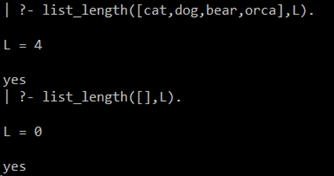 | ?- list_length([cat,dog,bear,orca],L).
L = 4
yes
| ?- list_length([],L).
L = 0
yes